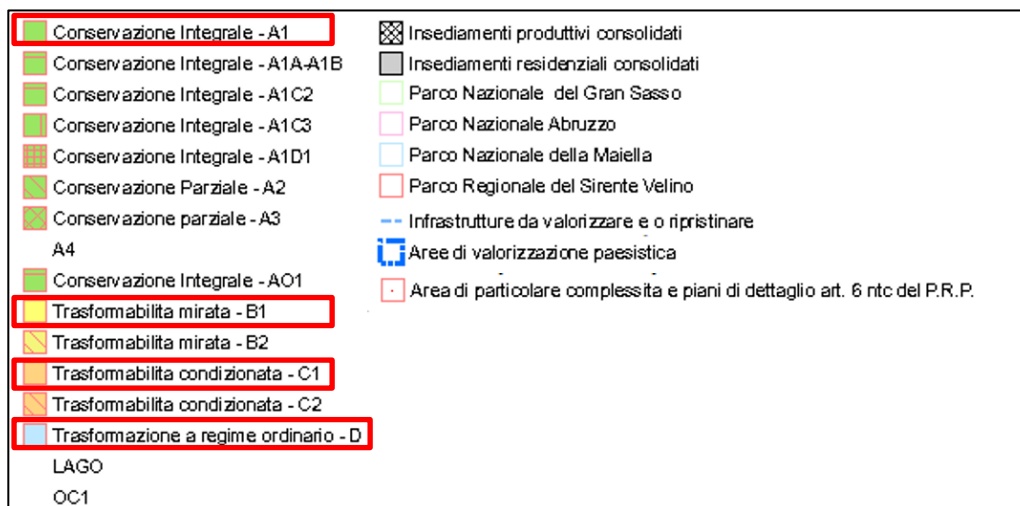 Conservazione Integrale - A1
Conservazione Integrale - A1A-A1B
Conservazione Integrale - A1C2
Conservazione Integrale - A1C3
Conservazione Integrale - A1D1
Conservazione Parziale - A2
Conservazione parziale - A3
A4
Conservazione Integrale - AO1
Trasformabilita mirata - B1
Trasformabilita mirata - B2
Trasformabilita condizionata - C1
Trasformabilita condizionata - C2
Trasformazione a regime ordinario - D
LAGO
OC1
Insediamenti produttivi consolidati
Insediamenti residenziali consolidati
Parco Nazionale del Gran Sasso
Parco Nazionale Abruzzo
Parco Nazionale della Maiella
Parco Regionale del Sirente Velino
Infrastrutture da valorizzare e o ripristinare
Aree di valorizzazione paesistica
Area di particolare complessita e piani di dettaglio art. 6 ntc del P.R.P.